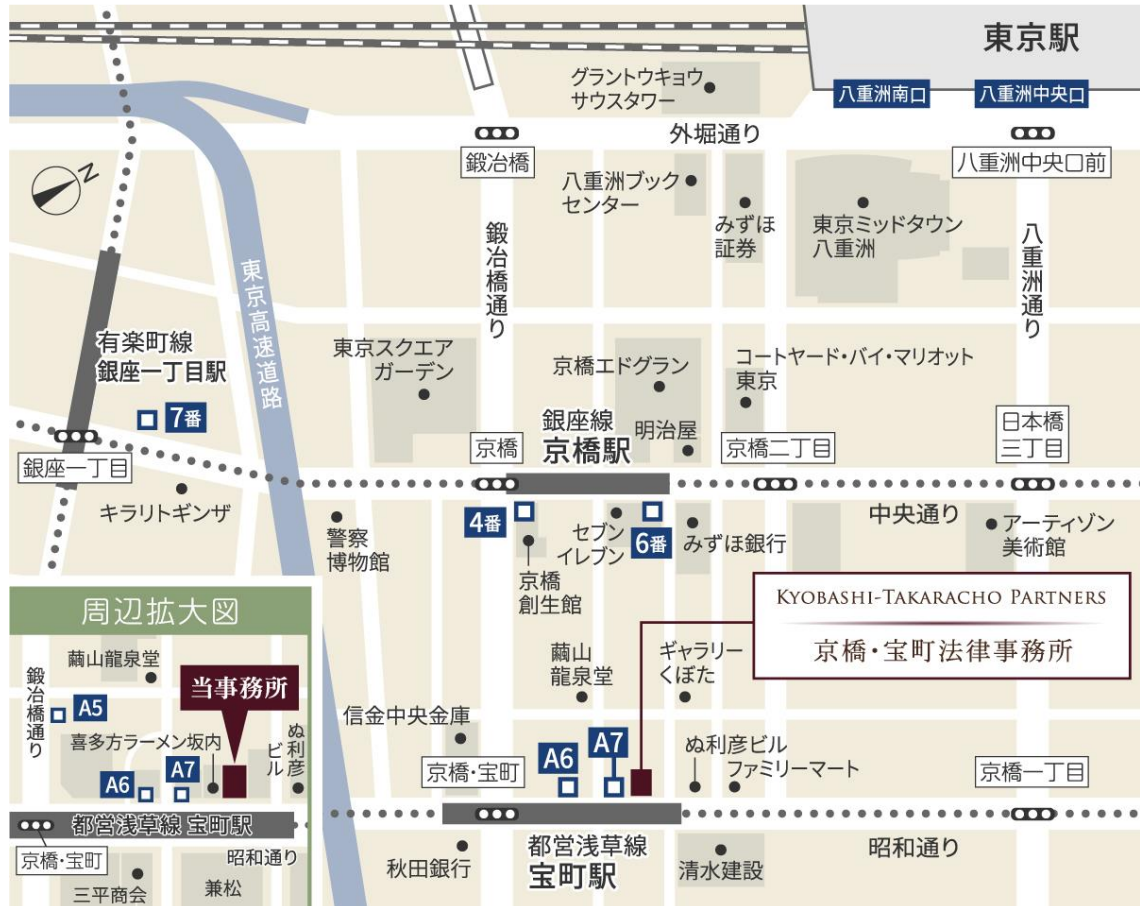 東京駅
八重洲南口
八重洲中央口
グラントウキョウ
サウスタワー
外堀通り
鍛冶橋
八重洲中央口前
N
八重洲ブック
センター
みずほ
証券
東京ミッドタウン
八重洲
鍛冶橋通り
八重洲通り
東京高速道路
有楽町線
銀座一丁目駅
7番
銀座一丁目
キラリトギンザ
東京スクエア
ガーデン
京橋エドグラン
コートヤード・バイ・マリオット
東京
銀座線
京橋駅
明治屋
京橋
京橋二丁目
日本橋
三丁目
中央通り
4番
セブン
イレブン
6番
みずほ銀行
アーティゾン
美術館
警察
博物館
京橋
創生館
KYOBASHI-TAKARACHO PARTNERS
京橋・宝町法律事務所
繭山
龍泉堂
ギャラリー
くぼた
信金中央金庫
京橋・宝町
A6
A7
ぬ利彦ビル
ファミリーマート
京橋一丁目
都営浅草線
宝町駅
秋田銀行
清水建設
昭和通り
周辺拡大図
繭山龍泉堂
鍛冶橋通り
A5
当事務所
喜多方ラーメン坂内
ぬ利彦
ビル
A6
A7
都営浅草線 宝町駅
京橋・宝町
昭和通り
三平商会
兼松